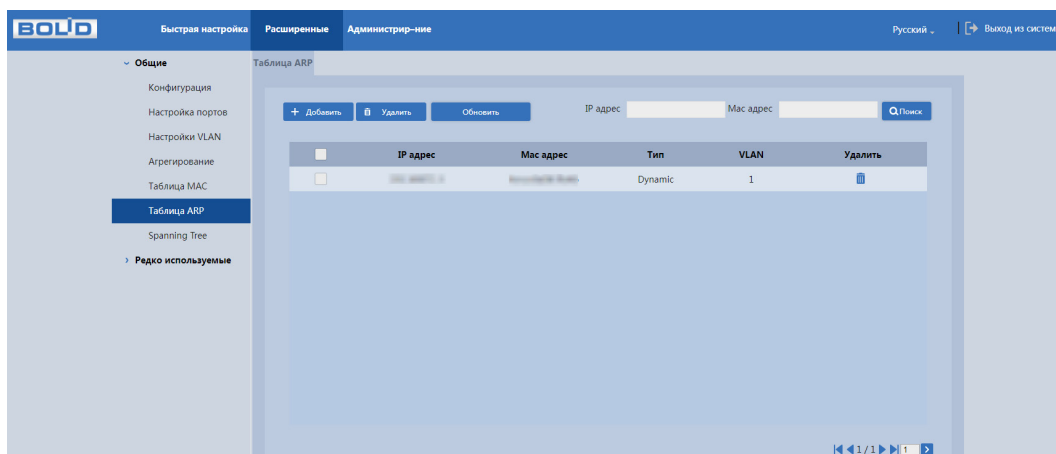 BOLID Быстрая настройка Расширенные Администрир-ние Русский Выход из систем
Общие Таблица ARP
Конфигурация
Настройка портов
Добавить Удалить Обновить IP адрес Мас адрес Поиск
Настройки VLAN
Агрегирование
IP адрес Мас адрес Тип VLAN Удалить
Таблица MAC
Dynamic 1
Таблица ARP
Spanning Tree
Редко используемые
1 / 1 1